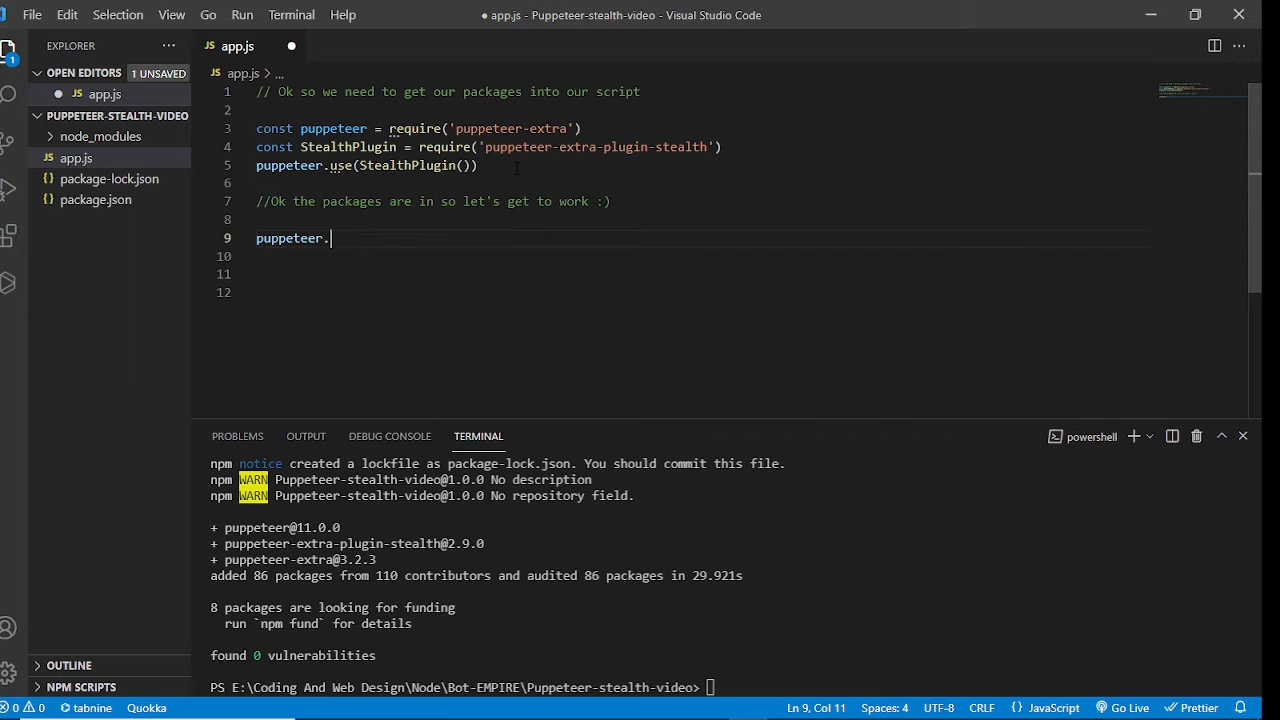 File Edit Selection View Go Run Terminal Help
● app.js - Puppeteer-stealth-video - Visual Studio Code
EXPLORER
JS app.js
OPEN EDITORS 1 UNSAVED
JS app.js > ...
1
JS app.js
PUPPETEER-STEALTH-VIDEO
node_modules
JS app.js
{} package-lock.json
{} package.json
1 // Ok so we need to get our packages into our script
2
3 const puppeteer = require('puppeteer-extra')
4 const StealthPlugin = require('puppeteer-extra-plugin-stealth')
5 puppeteer.use(StealthPlugin())
6
7 //Ok the packages are in so let's get to work :)
8
9 puppeteer.
10
11
12
PROBLEMS OUTPUT DEBUG CONSOLE TERMINAL
powershell
npm notice created a lockfile as package-lock.json. You should commit this file.
npm WARN Puppeteer-stealth-video@1.0.0 No description
npm WARN Puppeteer-stealth-video@1.0.0 No repository field.
+ puppeteer@11.0.0
+ puppeteer-extra-plugin-stealth@2.9.0
+ puppeteer-extra@3.2.3
added 86 packages from 110 contributors and audited 86 packages in 29.921s
8 packages are looking for funding
run `npm fund` for details
found 0 vulnerabilities
PS E:\Coding And Web Design\Node\Bot-EMPIRE\Puppeteer-stealth-video>
OUTLINE
NPM SCRIPTS
0 0 tabnine Quokka
Ln 9, Col 11 Spaces: 4 UTF-8 CRLF {} JavaScript Go Live Prettier